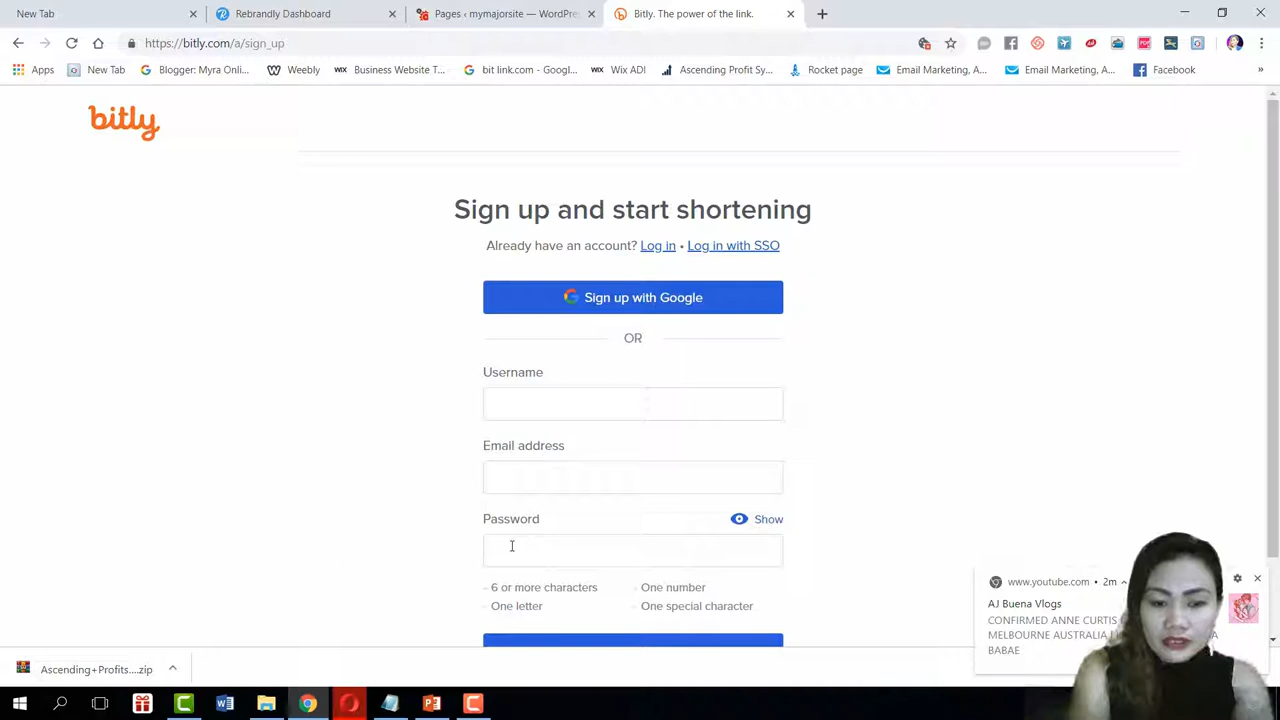 New Tab
Rebrandly Dashboard
Pages ‹ mymajorsite — WordPre
Bitly. The power of the link.
https://bitly.com/a/sign_up
Apps
New Tab
Blogger: Myra Onli...
Weebly
WIX Business Website T...
bit link.com - Googl...
WIX Wix ADI
Ascending Profit Sy...
Rocket page
Email Marketing, A...
Email Marketing, A...
Facebook
bitly
Sign up and start shortening
Already have an account? Log in • Log in with SSO
Sign up with Google
OR
Username
Email address
Password
Show
- 6 or more characters
- One number
- One letter
- One special character
www.youtube.com • 2m
AJ Buena Vlogs
CONFIRMED ANNE CURTIS
MELBOURNE AUSTRALIA
BABAE
Ascending+Profits....zip